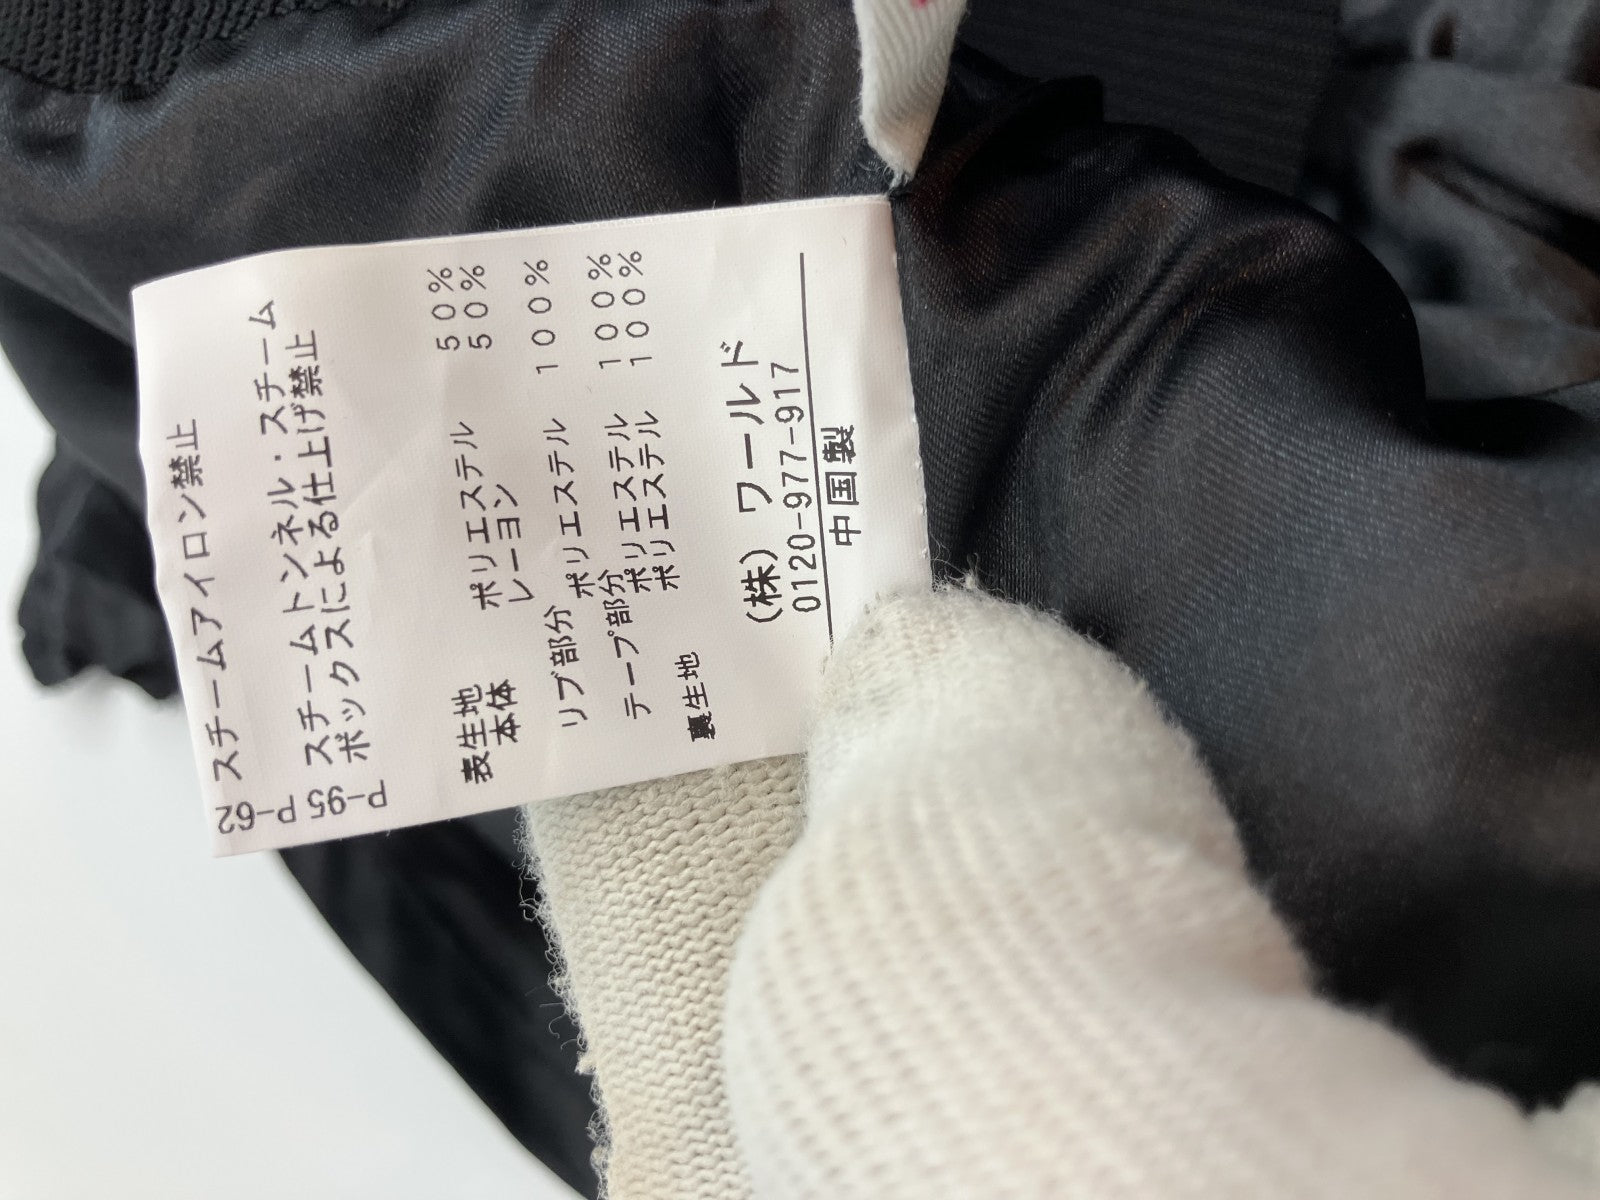 P-62 スチームアイロン禁止
P-95 スチームトンネル・スチーム
P- ボックスによる仕上げ禁止
表生地 ポリエステル 50%
本体 レーヨン 50%
リブ部分 ポリエステル 100%
テープ部分 ポリエステル 100%
ポリエステル 100%
裏生地
(株) ワールド
0120-977-917
中国製